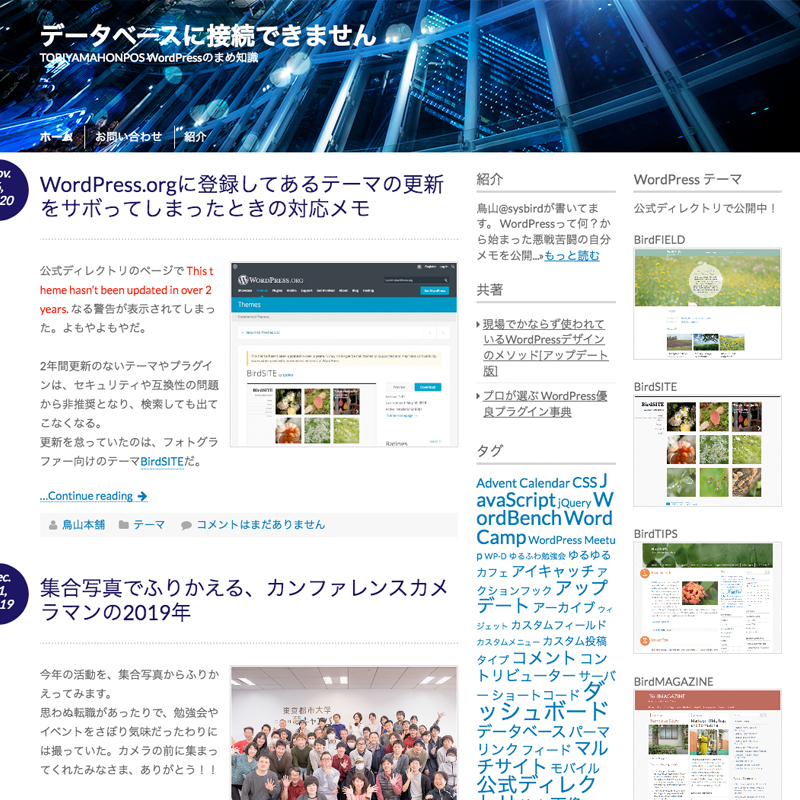 データベースに接続できません
TORIYAMAHONPOS WordPressのまめ知識
ホーム
お問い合わせ
紹介
ov.
20
WordPress.orgに登録してあるテーマの更新
をサボってしまったときの対応メモ
公式ディレクトリのページで This t
heme hasn't been updated in over 2
years. なる警告が表示されてしまっ
た。よもやよもやだ。
2年間更新のないテーマやプラグイ
ンは、セキュリティや互換性の問題
から非推奨となり、検索しても出て
こなくなる。
更新を怠っていたのは、フォトグラ
ファー向けのテーマBirdSITEだ。
...Continue reading
鳥山本舗
テーマ
コメントはまだありません
WORDPRESS.ORG
Themes
BirdSITE
Ratings
ec.
19
集合写真でふりかえる、カンファレンスカメ
ラマンの2019年
今年の活動を、集合写真からふりか
えってみます。
思わぬ転職があったりで、勉強会や
イベントをさぼり気味だったわりに
は撮っていた。カメラの前に集まっ
てくれたみなさま、ありがとう！！
東京都市大学
紹介
鳥山@sysbirdが書いてま
す。 WordPressって何？か
ら始まった悪戦苦闘の自分
メモを公開...»もっと読む
共著
現場でかならず使われて
いるWordPressデザイン
のメソッド[アップデート
版]
プロが選ぶ WordPress優
良プラグイン事典
タグ
Advent Calendar CSS J
avaScript jQuery W
ordBench Word
Camp WordPress Meetu
p WP-D ゆるふわ勉強会 ゆるゆる
カフェ アイキャッチ ア
クションフック アップ
デート アーカイブ ウィ
ジェット カスタムフィールド
カスタムメニュー カスタム投稿
タイプ コメント コン
トリビューター サーバ
ー ショートコード ダ
ッシュボード
データベース パーマ
リンク フィード マル
チサイト モバイル
公式ディレク
WordPress テーマ
公式ディレクトリで公開中！
BirdFIELD
BirdSITE
BirdSITE
BirdTIPS
BirdMAGAZINE